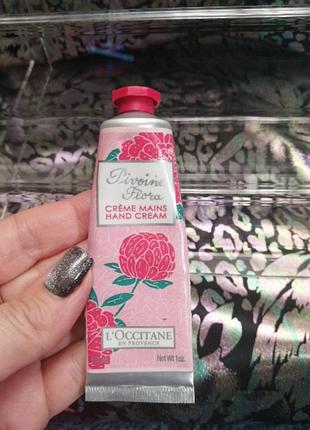 Pivoine
Flora
CRÈME MAINS
HAND CREAM
L'OCCITANE
EN PROVENCE
Net Wt 1oz.